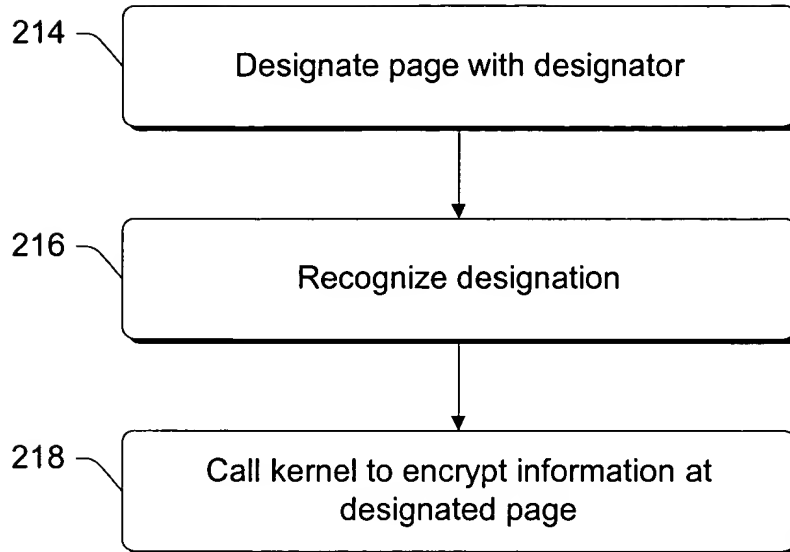 214
Designate page with designator
216
Recognize designation
218
Call kernel to encrypt information at
designated page